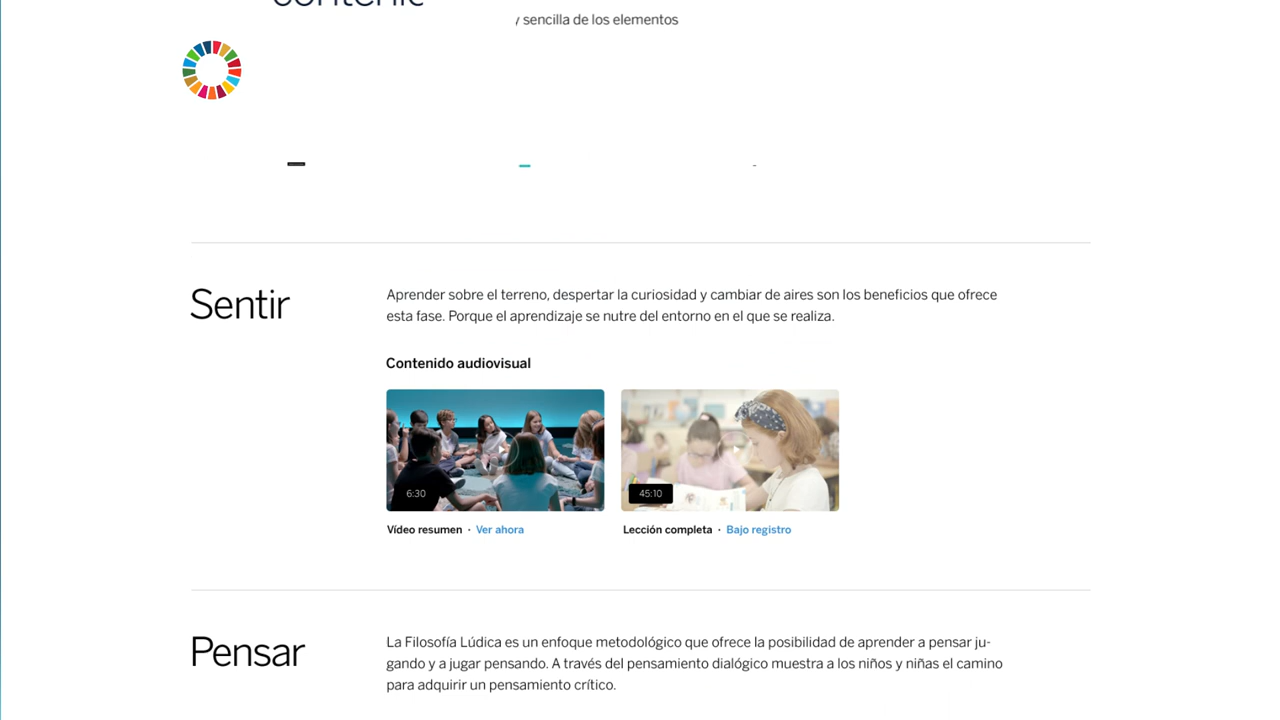 y sencilla de los elementos
Sentir
Aprender sobre el terreno, despertar la curiosidad y cambiar de aires son los beneficios que ofrece
esta fase. Porque el aprendizaje se nutre del entorno en el que se realiza.
Contenido audiovisual
6:30
45:10
Vídeo resumen · Ver ahora
Lección completa · Bajo registro
Pensar
La Filosofía Lúdica es un enfoque metodológico que ofrece la posibilidad de aprender a pensar ju-
gando y a jugar pensando. A través del pensamiento dialógico muestra a los niños y niñas el camino
para adquirir un pensamiento crítico.